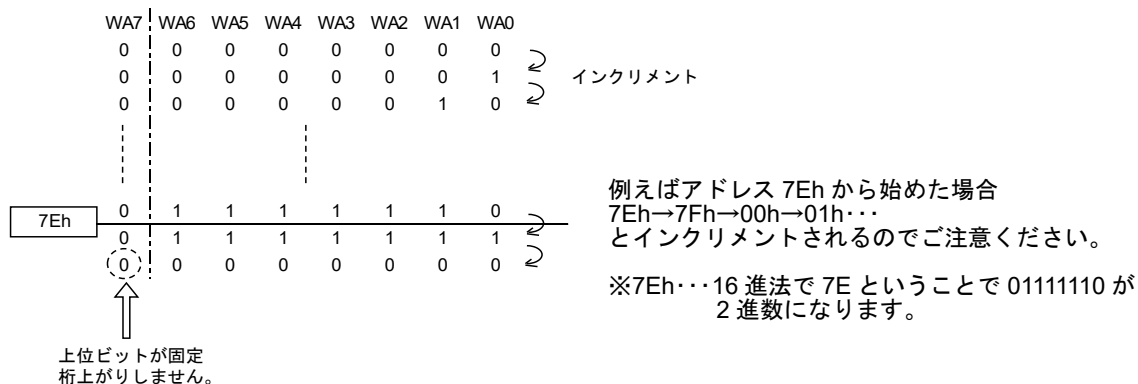 WA7 WA6 WA5 WA4 WA3 WA2 WA1 WA0
0 0 0 0 0 0 0 0
0 0 0 0 0 0 0 1 インクリメント
0 0 0 0 0 0 1 0
7Eh 0 1 1 1 1 1 1 0
0 1 1 1 1 1 1 1
0 0 0 0 0 0 0 0
上位ビットが固定
桁上がりしません。
例えばアドレス 7Eh から始めた場合
7Eh→7Fh→00h→01h･･･
とインクリメントされるのでご注意ください。
※7Eh･･･16 進法で 7E ということで 01111110 が
2 進数になります。